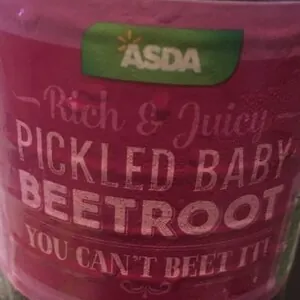 ASDA
Rich & Juicy
PICKLED BABY
BEETROOT
YOU CAN'T BEET IT!